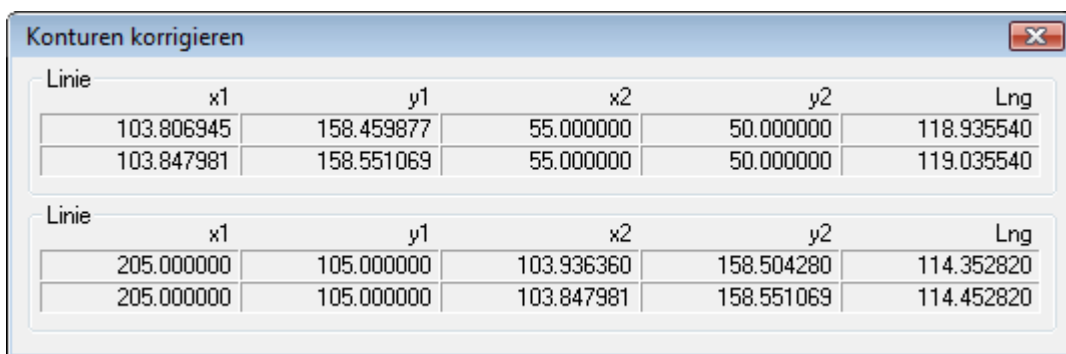 Konturen korrigieren
Linie
x1 y1 x2 y2 Lng
103.806945 158.459877 55.000000 50.000000 118.935540
103.847981 158.551069 55.000000 50.000000 119.035540
Linie
x1 y1 x2 y2 Lng
205.000000 105.000000 103.936360 158.504280 114.352820
205.000000 105.000000 103.847981 158.551069 114.452820